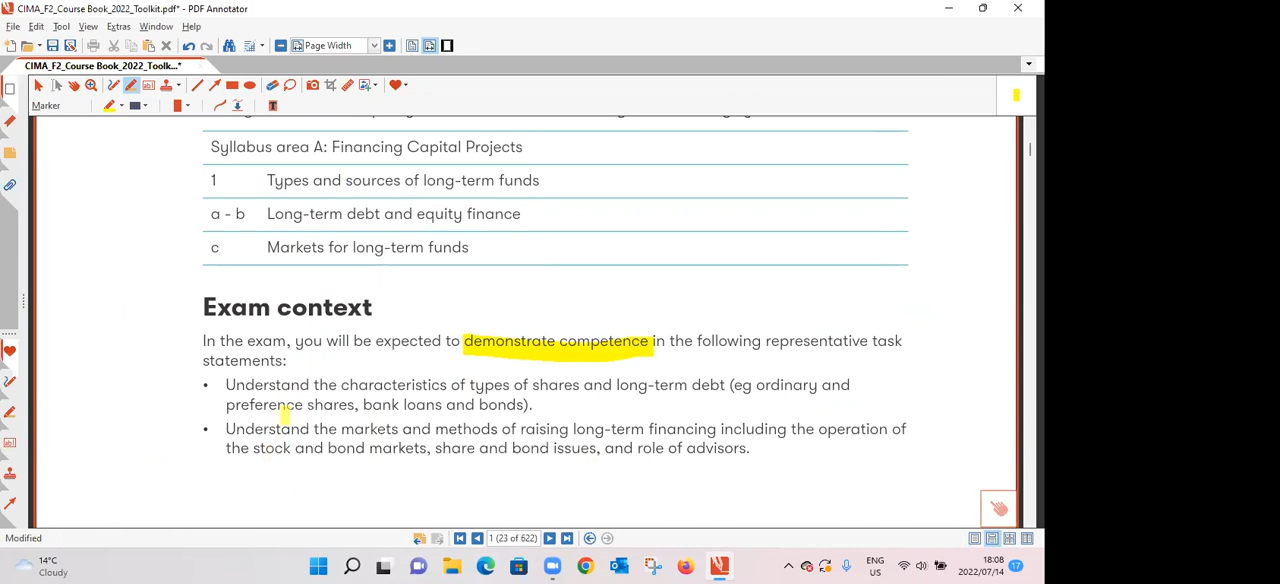 CIMA_F2_Course Book_2022_Toolkit.pdf* - PDF Annotator
File Edit Tool View Extras Window Help
Page Width
CIMA_F2_Course Book_2022_Toolk...*
Marker
Syllabus area A: Financing Capital Projects
1 Types and sources of long-term funds
a - b Long-term debt and equity finance
c Markets for long-term funds
Exam context
In the exam, you will be expected to demonstrate competence in the following representative task
statements:
• Understand the characteristics of types of shares and long-term debt (eg ordinary and
preference shares, bank loans and bonds).
• Understand the markets and methods of raising long-term financing including the operation of
the stock and bond markets, share and bond issues, and role of advisors.
Modified
1 (23 of 622)
14°C
Cloudy
ENG
US
18:08
2022/07/14
17